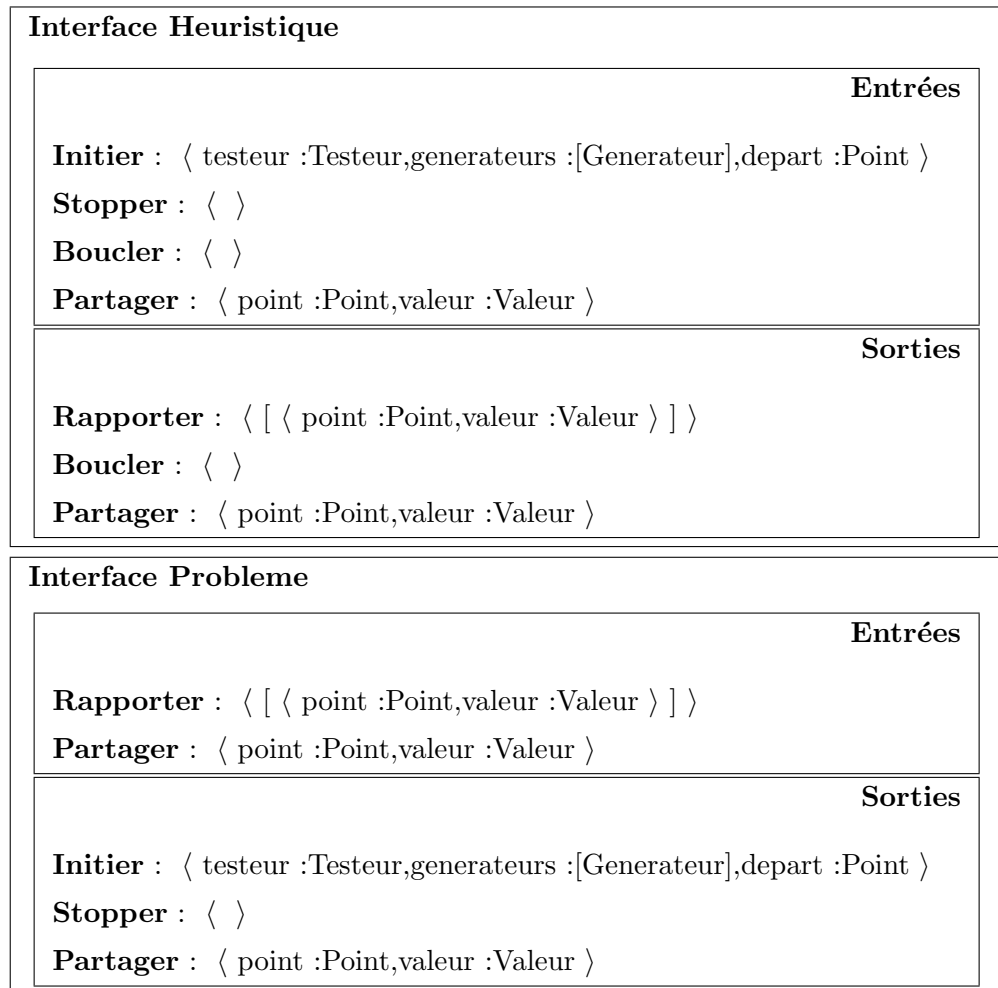 Interface Heuristique
Entrées
Initier : ⟨ testeur :Testeur,generateurs :[Generateur],depart :Point ⟩
Stopper : ⟨ ⟩
Boucler : ⟨ ⟩
Partager : ⟨ point :Point,valeur :Valeur ⟩
Sorties
Rapporter : ⟨ [ ⟨ point :Point,valeur :Valeur ⟩ ] ⟩
Boucler : ⟨ ⟩
Partager : ⟨ point :Point,valeur :Valeur ⟩
Interface Probleme
Entrées
Rapporter : ⟨ [ ⟨ point :Point,valeur :Valeur ⟩ ] ⟩
Partager : ⟨ point :Point,valeur :Valeur ⟩
Sorties
Initier : ⟨ testeur :Testeur,generateurs :[Generateur],depart :Point ⟩
Stopper : ⟨ ⟩
Partager : ⟨ point :Point,valeur :Valeur ⟩